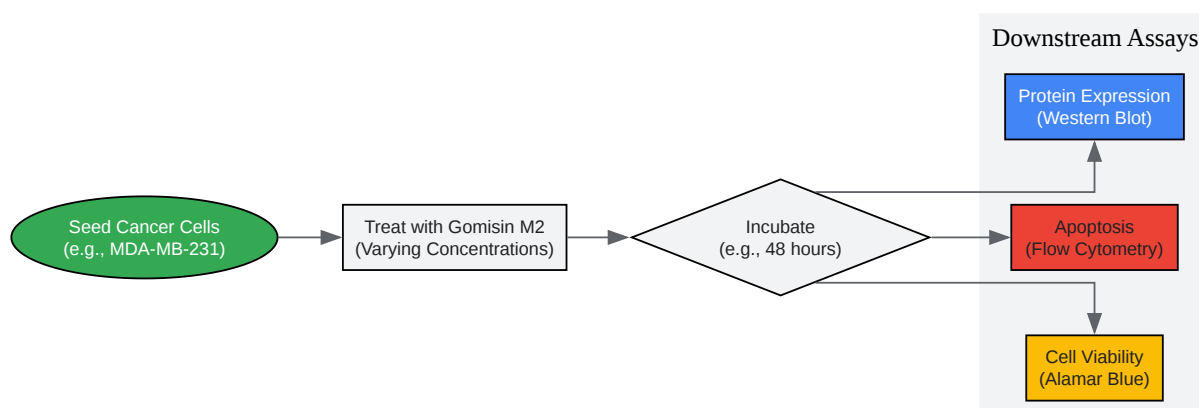 Downstream Assays
Protein Expression
(Western Blot)
Seed Cancer Cells
(e.g., MDA-MB-231)
Treat with Gomisin M2
(Varying Concentrations)
Incubate
(e.g., 48 hours)
Apoptosis
(Flow Cytometry)
Cell Viability
(Alamar Blue)